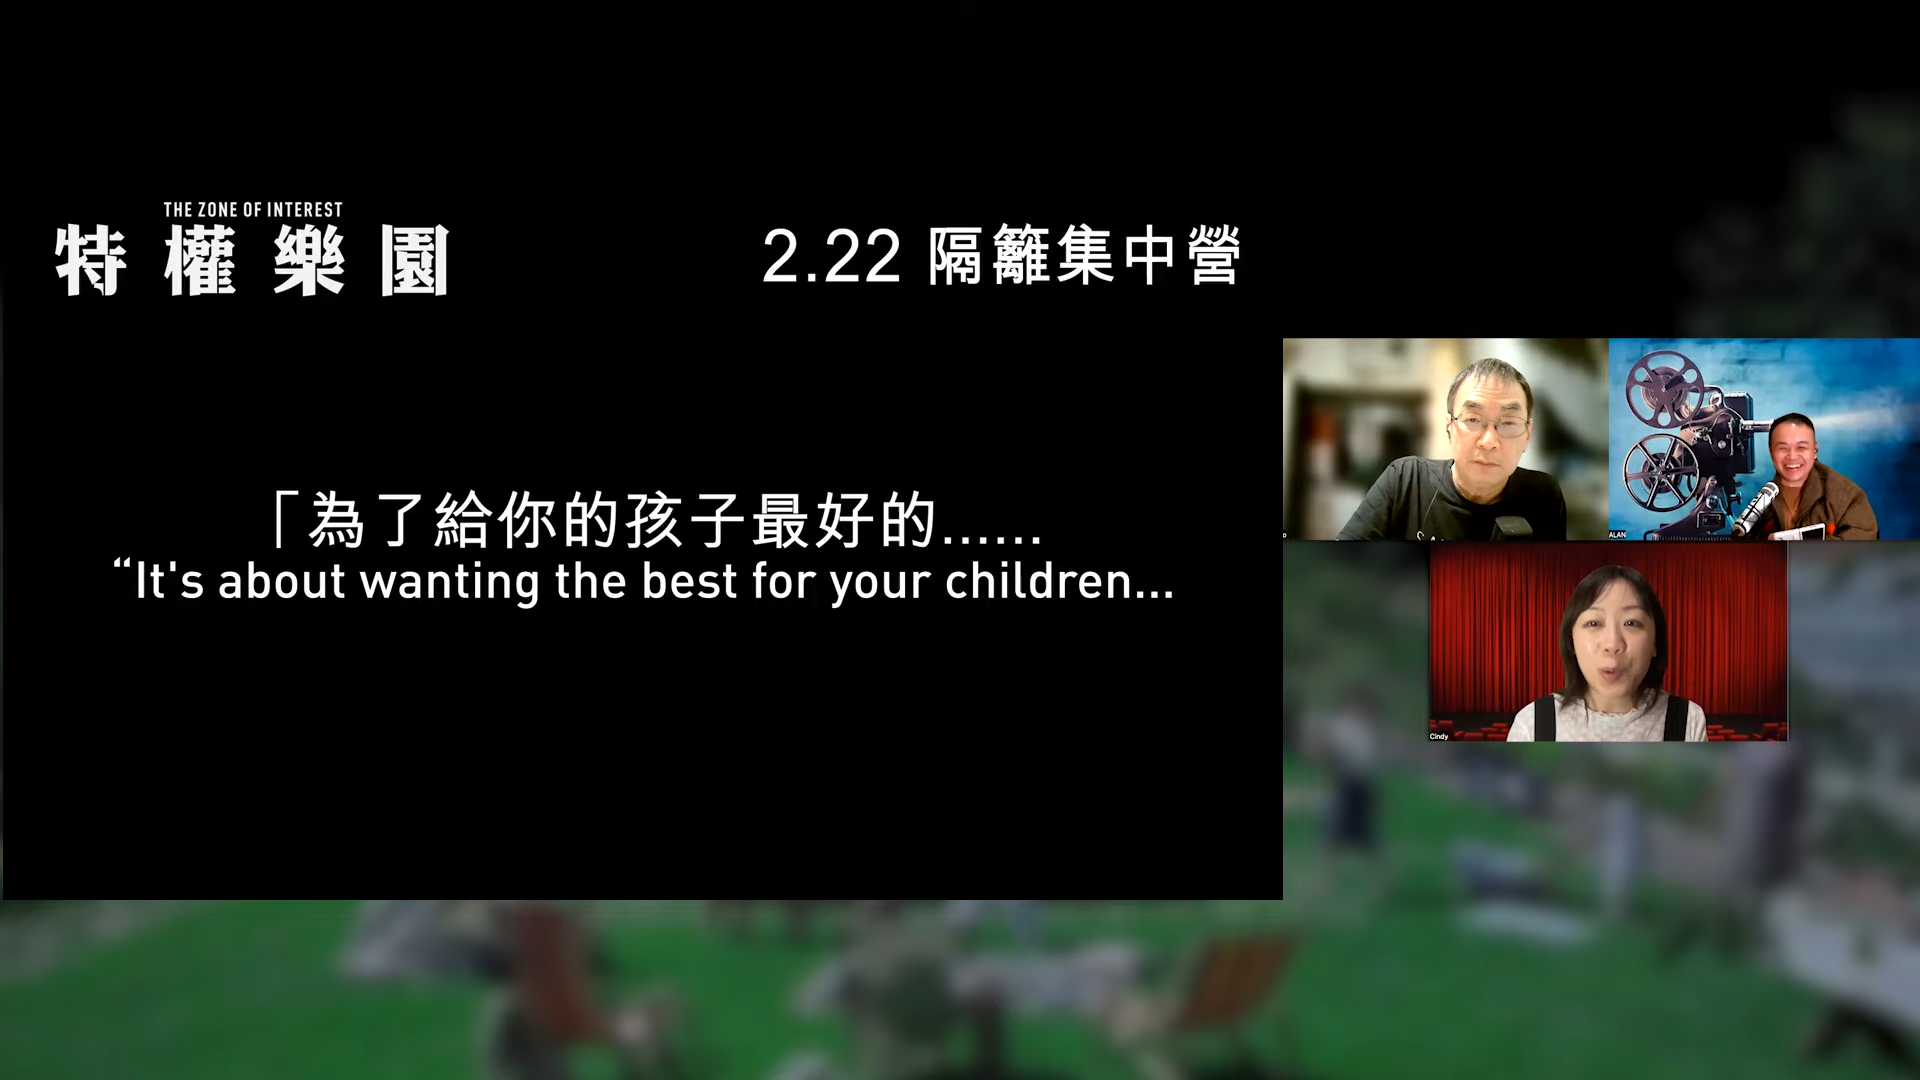 THE ZONE OF INTEREST
特權樂園
2.22 隔籬集中營
「為了給你的孩子最好的......
“It's about wanting the best for your children...
ALAN
Cindy